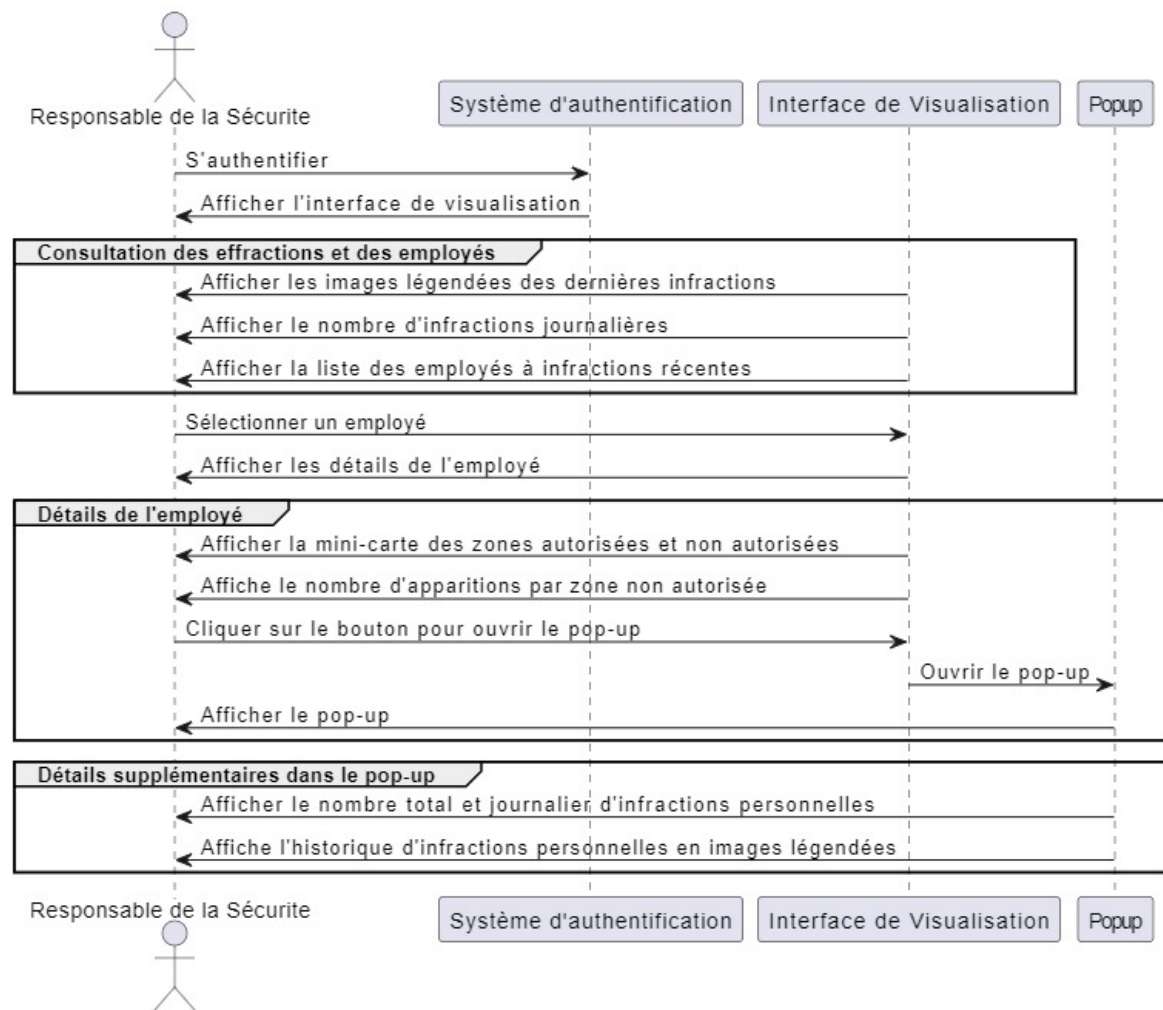 Responsable de la Sécurite
Système d'authentification
Interface de Visualisation
Popup
S'authentifier
Afficher l'interface de visualisation
Consultation des effractions et des employés
Afficher les images légendées des dernières infractions
Afficher le nombre d'infractions journalières
Afficher la liste des employés à infractions récentes
Sélectionner un employé
Afficher les détails de l'employé
Détails de l'employé
Afficher la mini-carte des zones autorisées et non autorisées
Affiche le nombre d'apparitions par zone non autorisée
Cliquer sur le bouton pour ouvrir le pop-up
Ouvrir le pop-up
Afficher le pop-up
Détails supplémentaires dans le pop-up
Afficher le nombre total et journalier d'infractions personnelles
Affiche l'historique d'infractions personnelles en images légendées
Responsable de la Sécurite
Système d'authentification
Interface de Visualisation
Popup